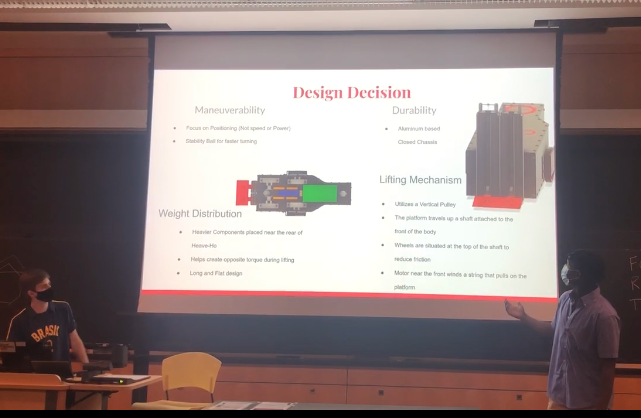 Design Decision
Maneuverability
Focus on Positioning (Not speed or Power)
Stability Ball for faster turning
Weight Distribution
Heavier Components placed near the rear of
Heave-Ho
Helps create opposite torque during lifting
Long and Flat design
Durability
Aluminum based
Closed Chassis
Lifting Mechanism
Utilizes a Vertical Pulley
The platform travels up a shaft attached to the
front of the body
Wheels are situated at the top of the shaft to
reduce friction
Motor near the front winds a string that pulls on the
platform
BRASIL